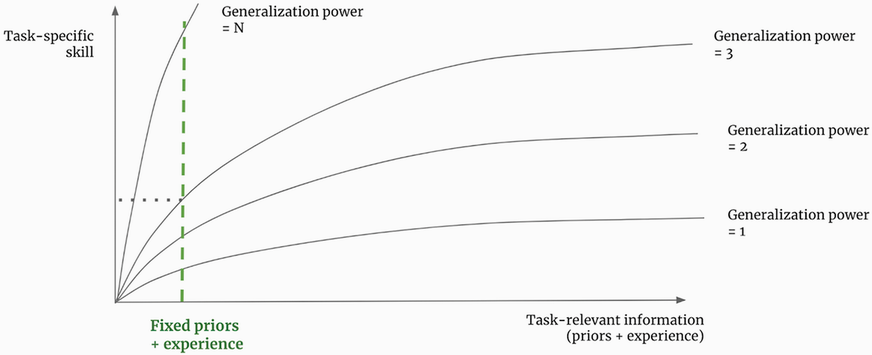 Generalization power
= N
Task-specific
skill
Generalization power
= 3
Generalization power
= 2
Generalization power
= 1
Fixed priors
+ experience
Task-relevant information
(priors + experience)